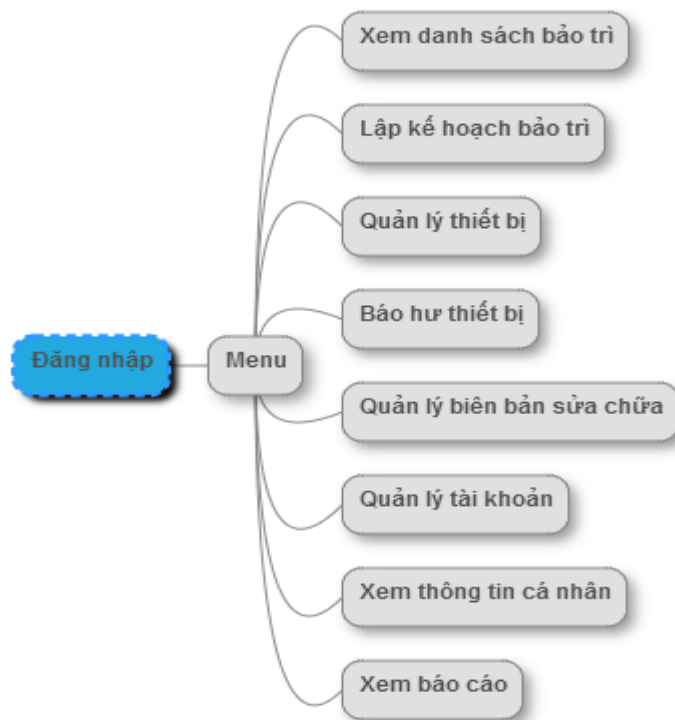 Xem danh sách bảo trì
Lập kế hoạch bảo trì
Quản lý thiết bị
Báo hư thiết bị
Đăng nhập
Menu
Quản lý biên bản sửa chữa
Quản lý tài khoản
Xem thông tin cá nhân
Xem báo cáo